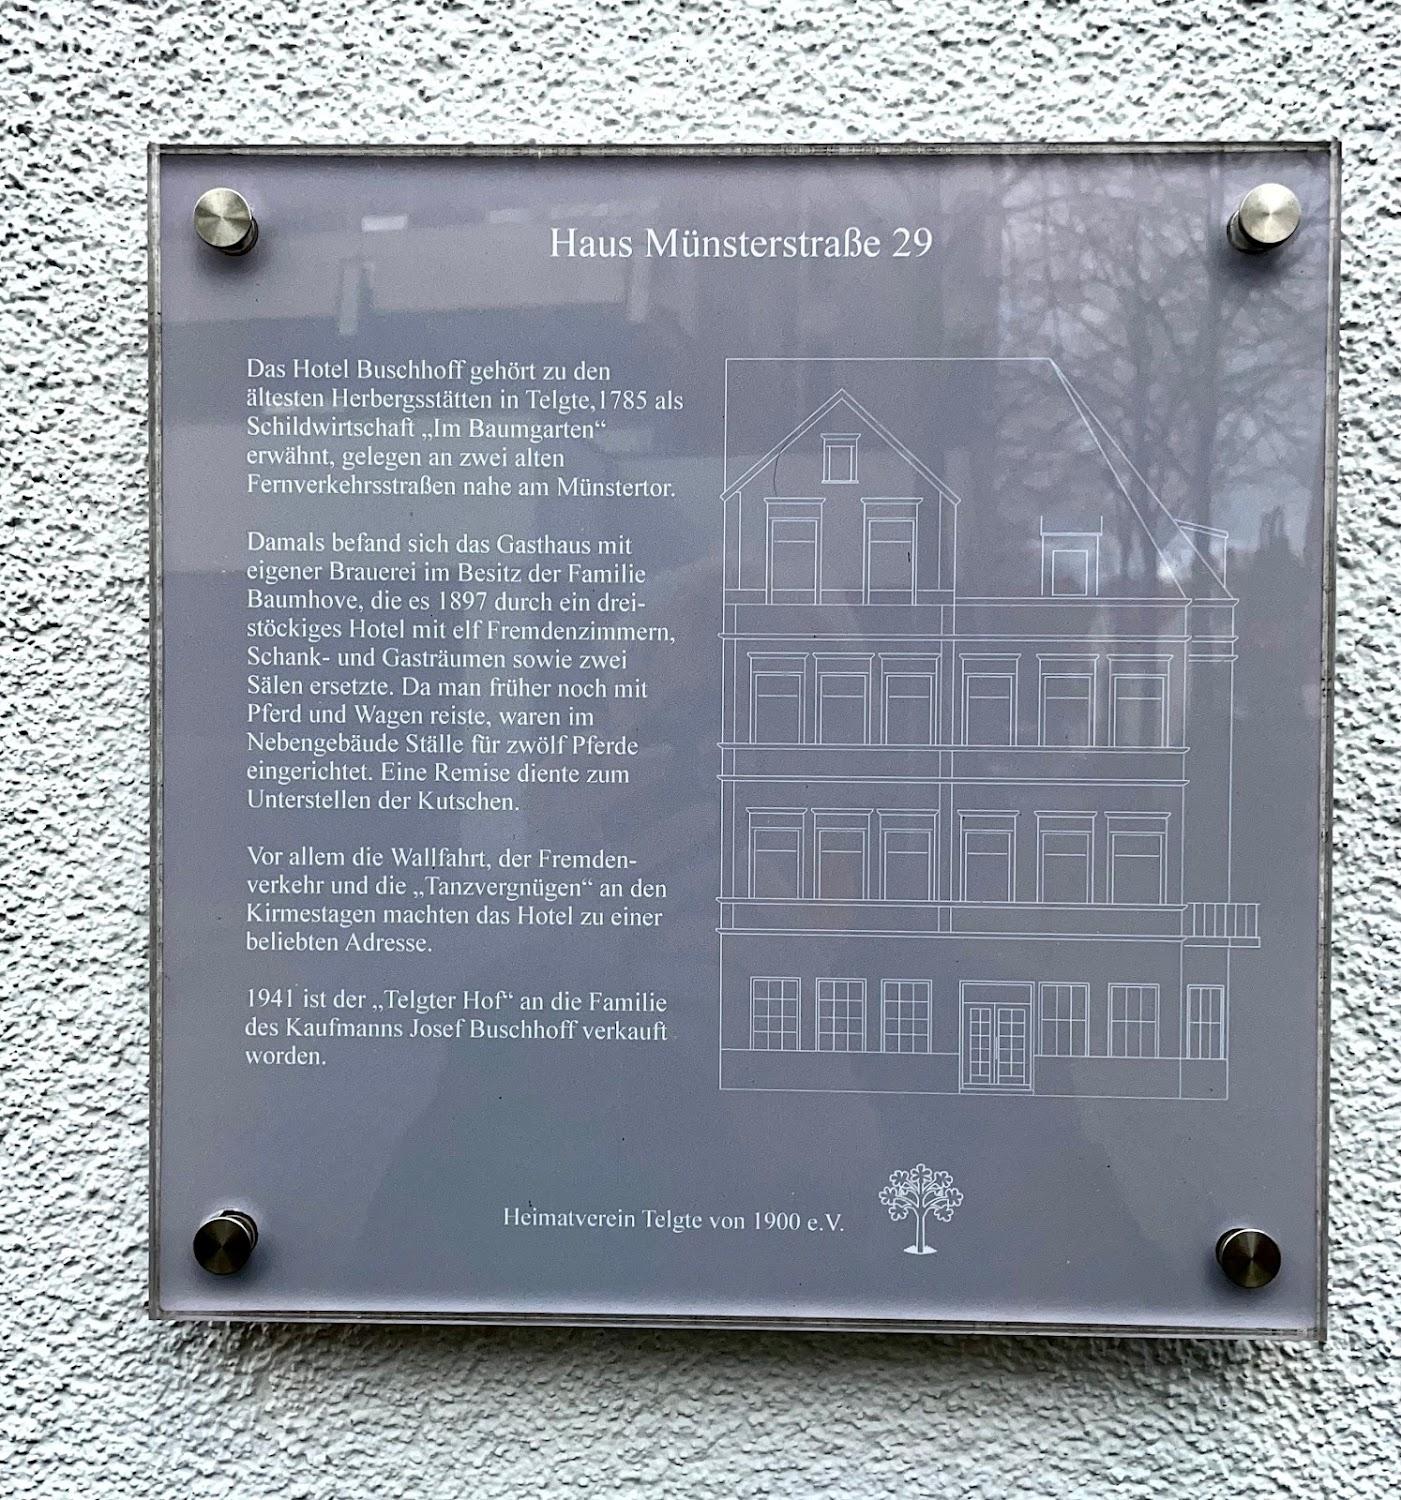 Haus Münsterstraße 29
Das Hotel Buschhoff gehört zu den
ältesten Herbergsstätten in Telgte,1785 als
Schildwirtschaft „Im Baumgarten“
erwähnt, gelegen an zwei alten
Fernverkehrsstraßen nahe am Münstertor.
Damals befand sich das Gasthaus mit
eigener Brauerei im Besitz der Familie
Baumhove, die es 1897 durch ein drei-
stöckiges Hotel mit elf Fremdenzimmern,
Schank- und Gasträumen sowie zwei
Sälen ersetzte. Da man früher noch mit
Pferd und Wagen reiste, waren im
Nebengebäude Ställe für zwölf Pferde
eingerichtet. Eine Remise diente zum
Unterstellen der Kutschen.
Vor allem die Wallfahrt, der Fremden-
verkehr und die „Tanzvergnügen“ an den
Kirmestagen machten das Hotel zu einer
beliebten Adresse.
1941 ist der „Telgter Hof“ an die Familie
des Kaufmanns Josef Buschhoff verkauft
worden.
Heimatverein Telgte von 1900 e.V.